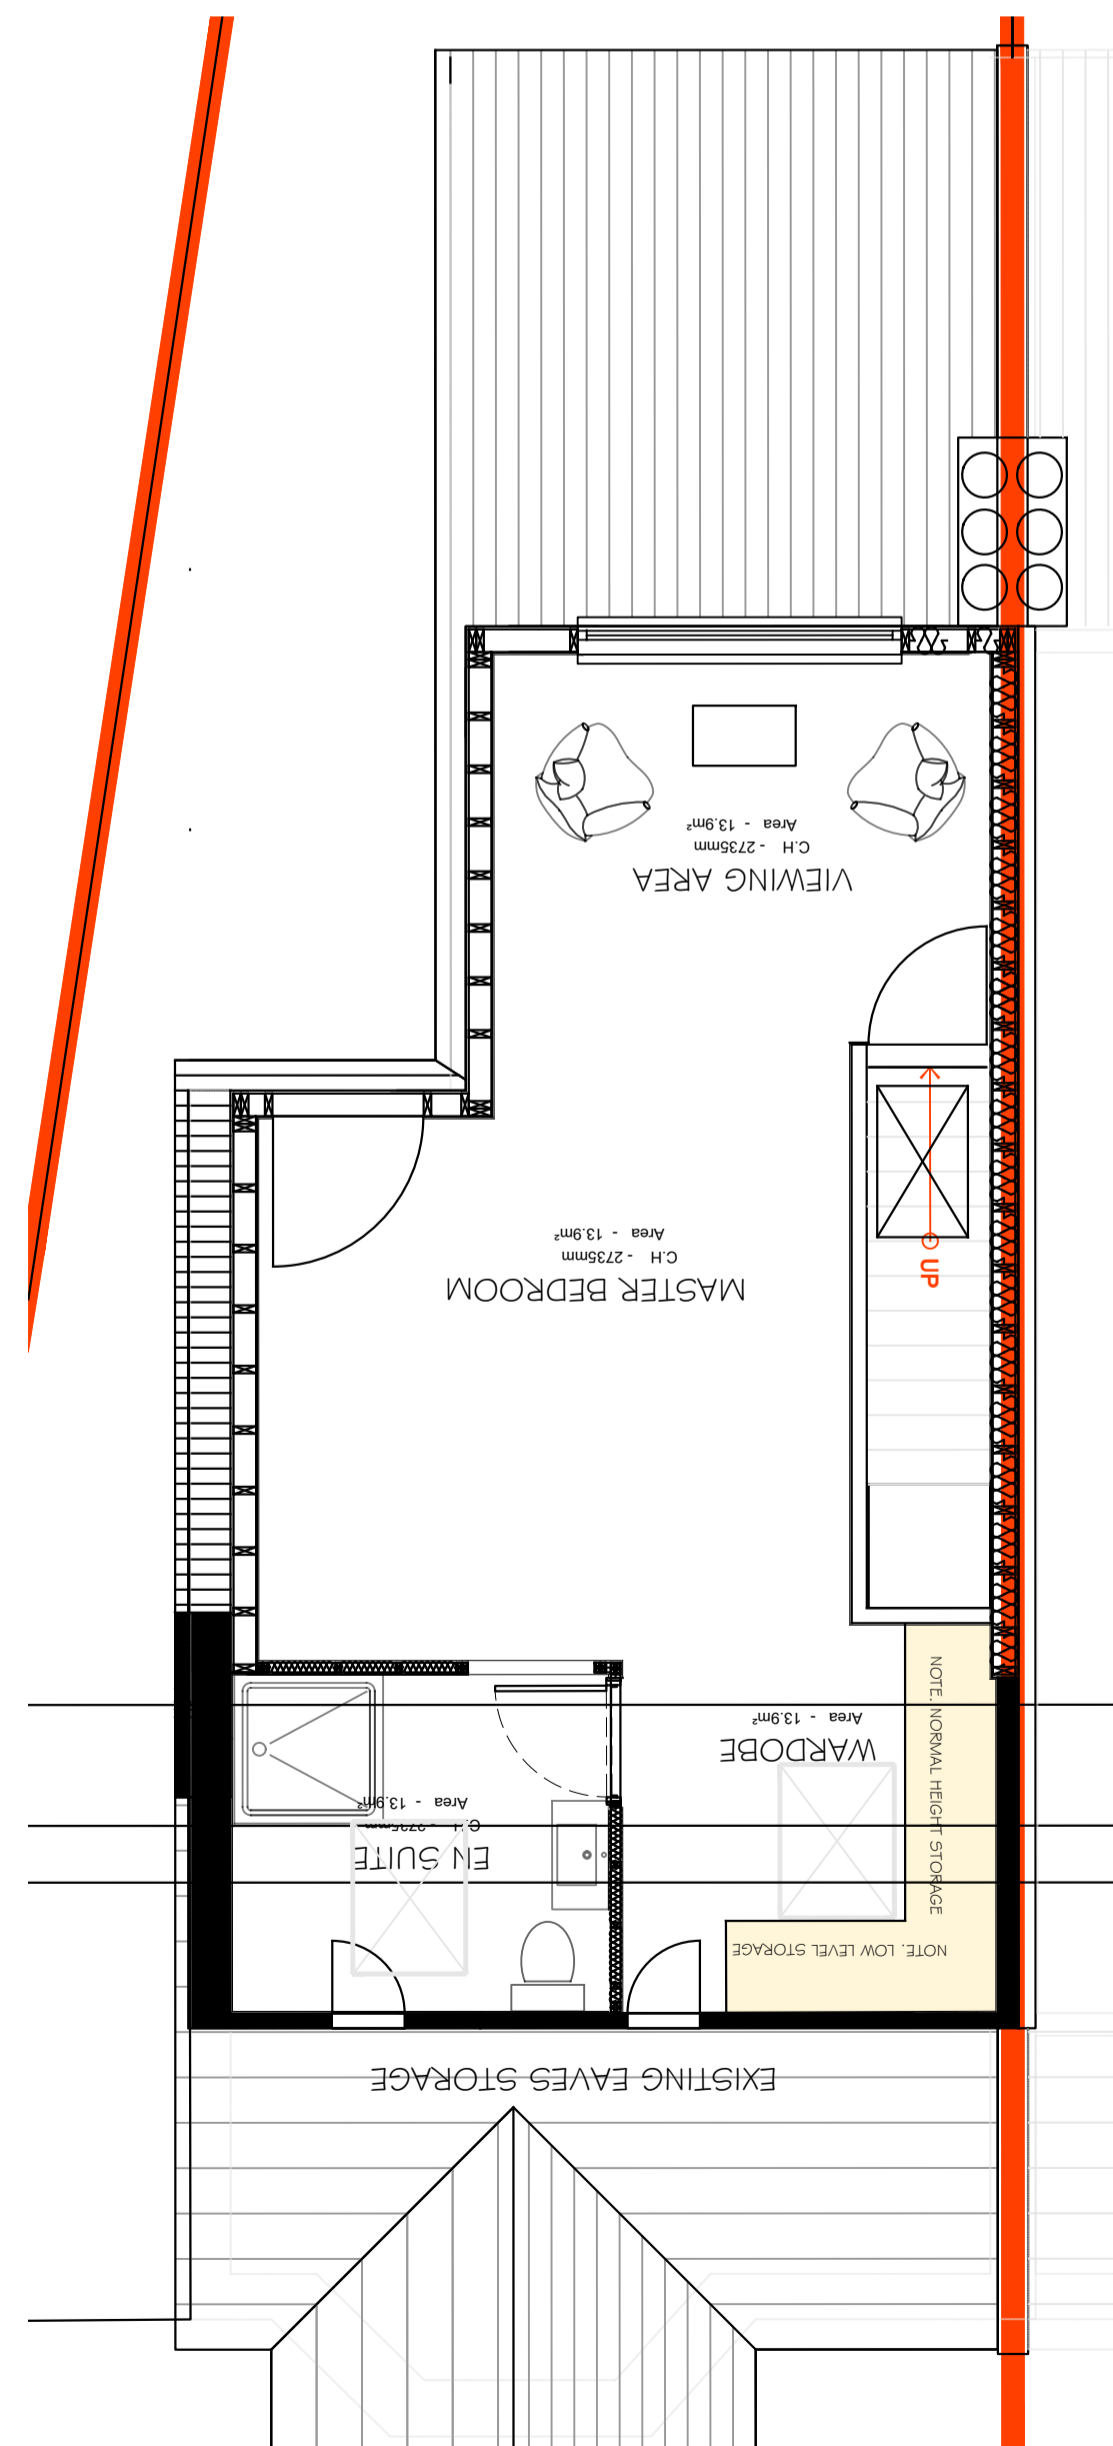 VIEWING AREA
C.H - 2735mm
Area - 13.9m²
UP
MASTER BEDROOM
C.H - 2735mm
Area - 13.9m²
NOTE. NORMAL HEIGHT STORAGE
WARDOBE
Area - 13.9m²
EN SUITE
C.H - 2735mm
Area - 13.9m²
NOTE. LOW LEVEL STORAGE
EXISTING EAVES STORAGE